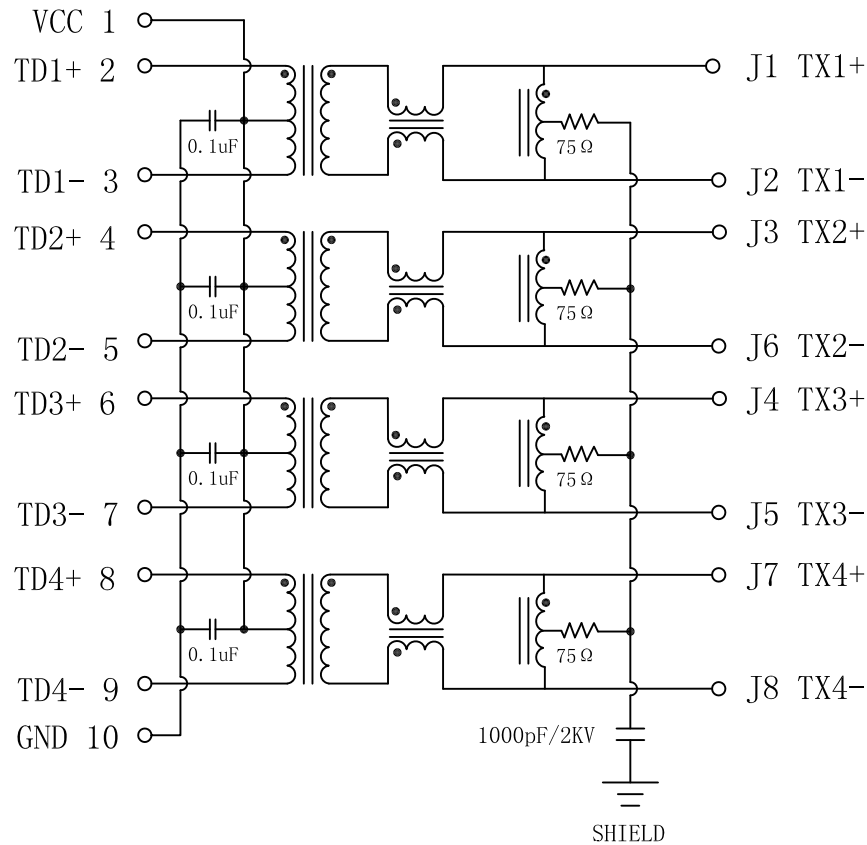 VCC 1
TD1+ 2
J1 TX1+
0.1uF
75Ω
TD1- 3
J2 TX1-
TD2+ 4
J3 TX2+
0.1uF
75Ω
TD2- 5
J6 TX2-
TD3+ 6
J4 TX3+
0.1uF
75Ω
TD3- 7
J5 TX3-
TD4+ 8
J7 TX4+
0.1uF
75Ω
TD4- 9
J8 TX4-
GND 10
1000pF/2KV
SHIELD